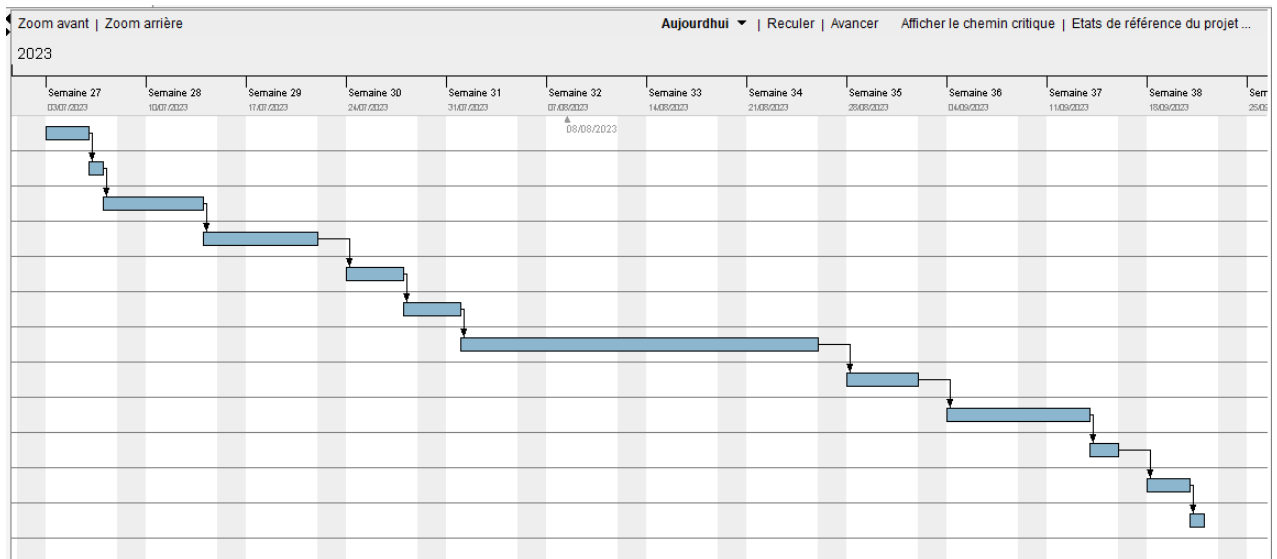 Zoom avant | Zoom arrière Aujourdhui | Reculer | Avancer Afficher le chemin critique | Etats de référence du projet ...
2023
Semaine 27 Semaine 28 Semaine 29 Semaine 30 Semaine 31 Semaine 32 Semaine 33 Semaine 34 Semaine 35 Semaine 36 Semaine 37 Semaine 38
03/07/2023 10/07/2023 17/07/2023 24/07/2023 31/07/2023 07/08/2023 14/08/2023 21/08/2023 28/08/2023 04/09/2023 11/09/2023 18/09/2023
08/08/2023